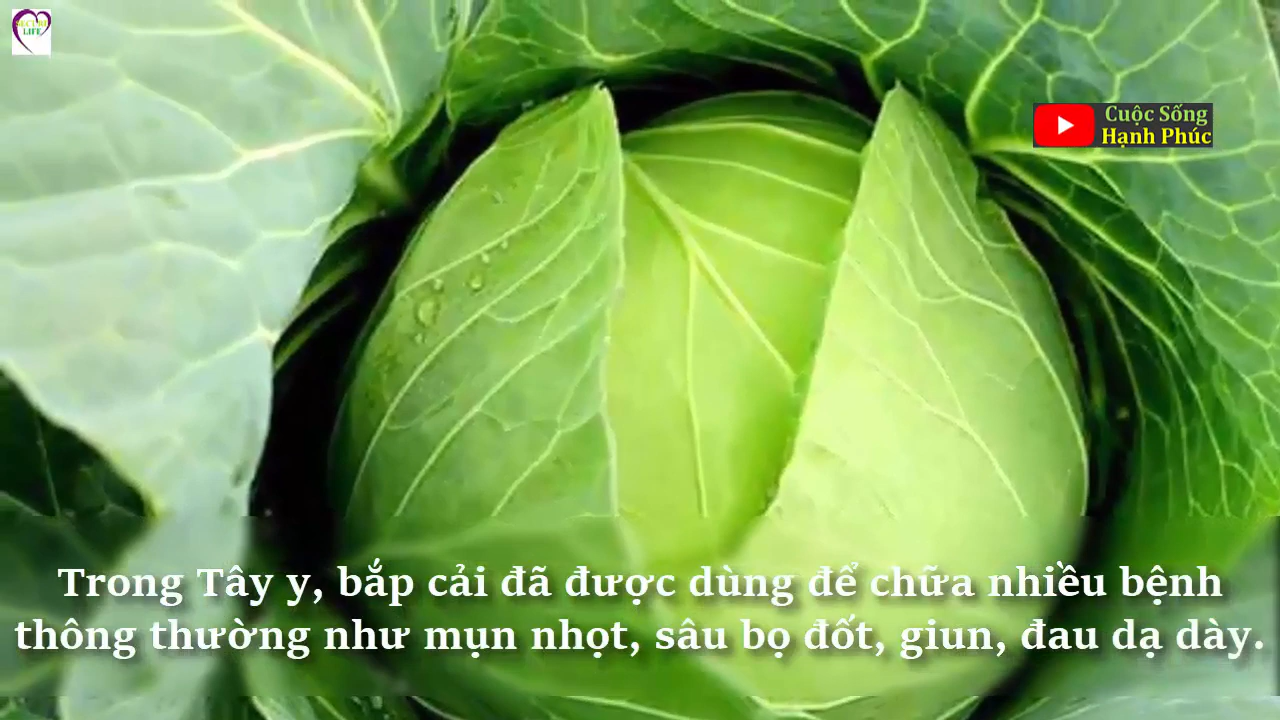 LIFE
Cuộc Sống
Hạnh Phúc
Trong Tây y, bắp cải đã được dùng để chữa nhiều bệnh
thông thường như mụn nhọt, sâu bọ đốt, giun, đau dạ dày.